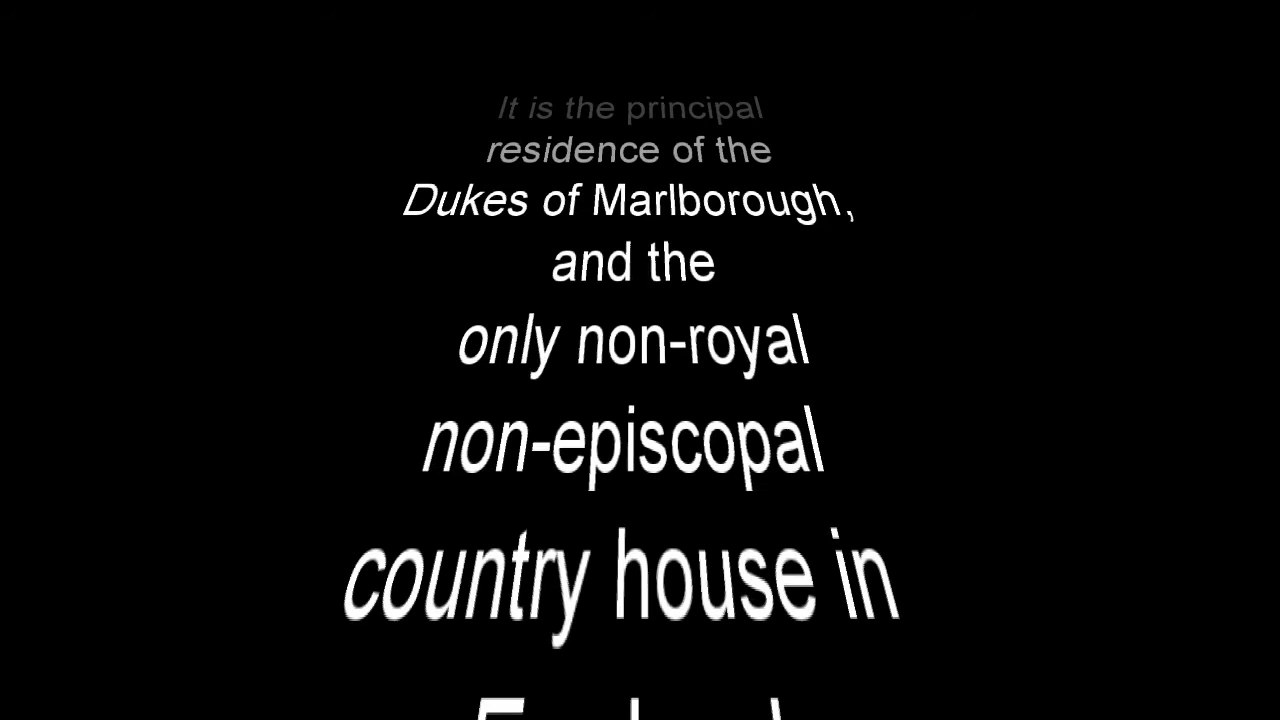 It is the principal
residence of the
Dukes of Marlborough,
and the
only non-royal
non-episcopal
country house in